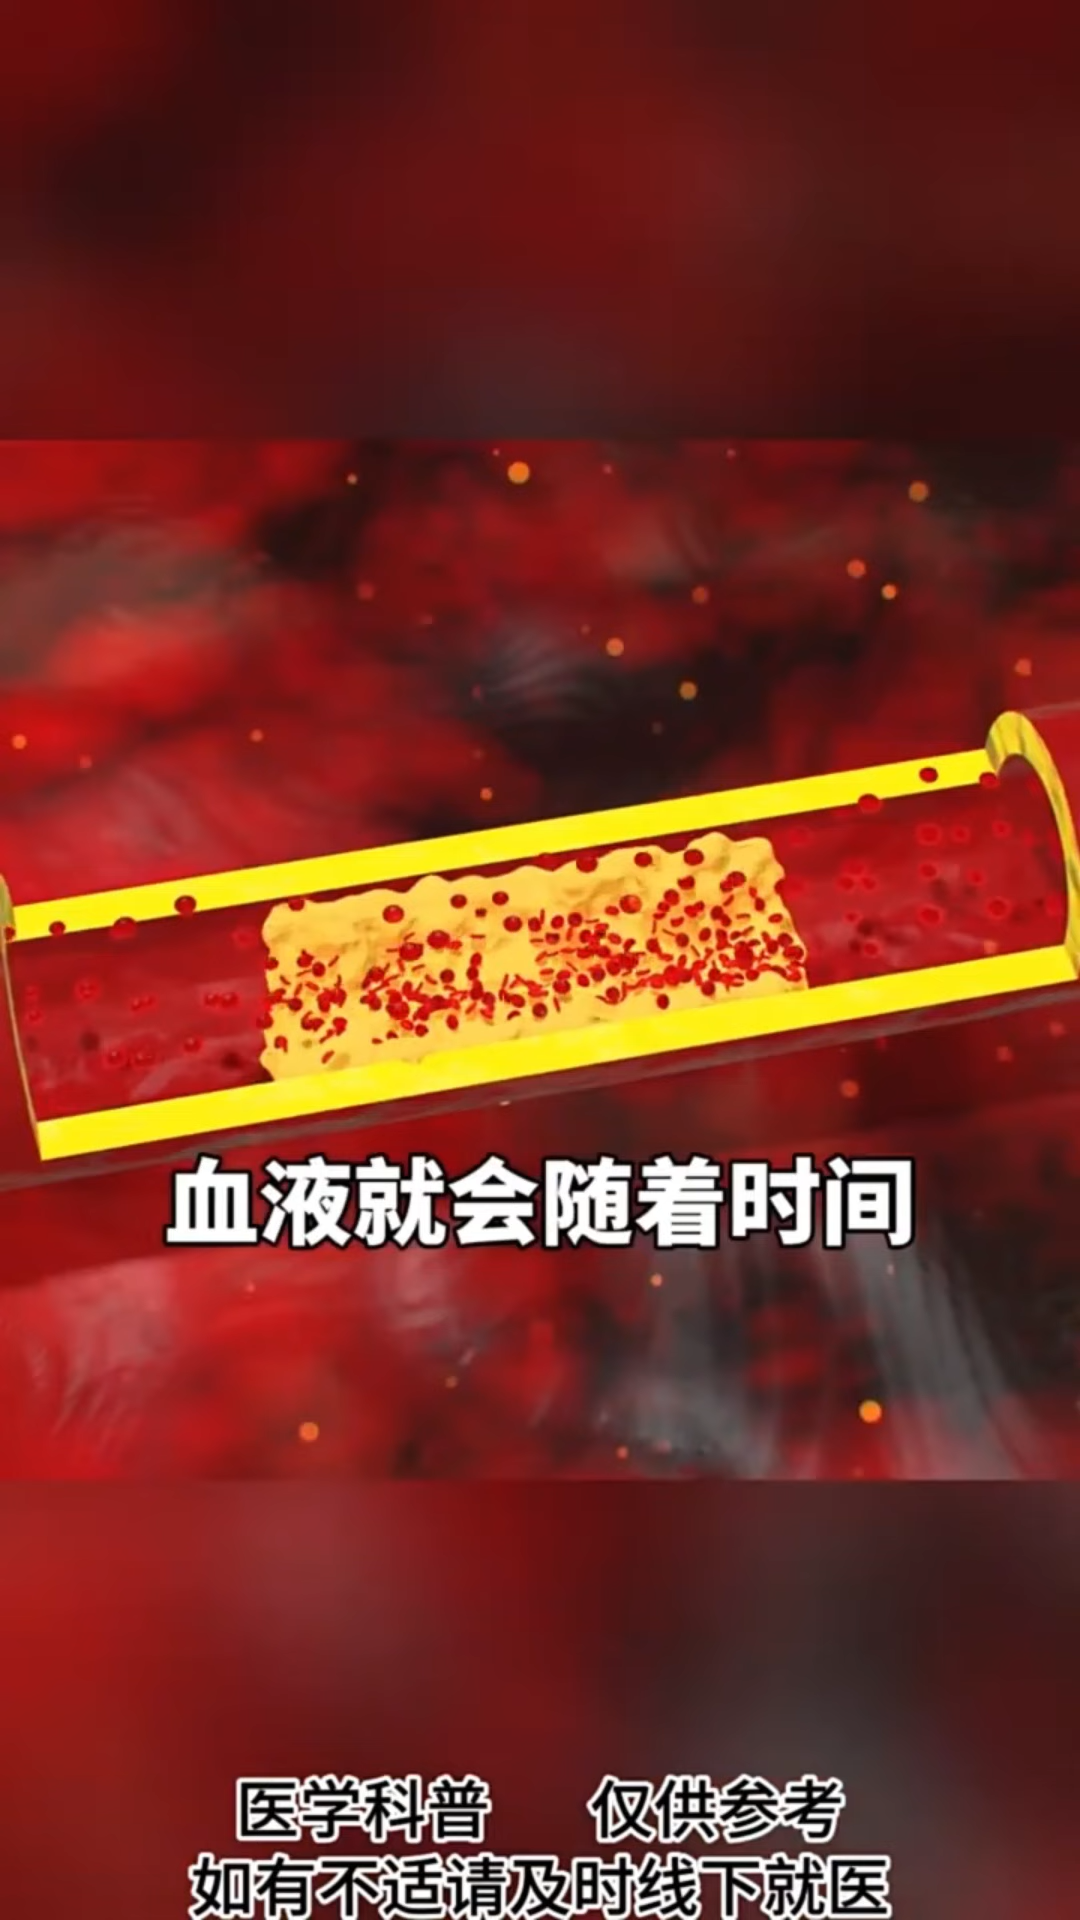 血液就会随着时间
医学科普 仅供参考
如有不适请及时线下就医